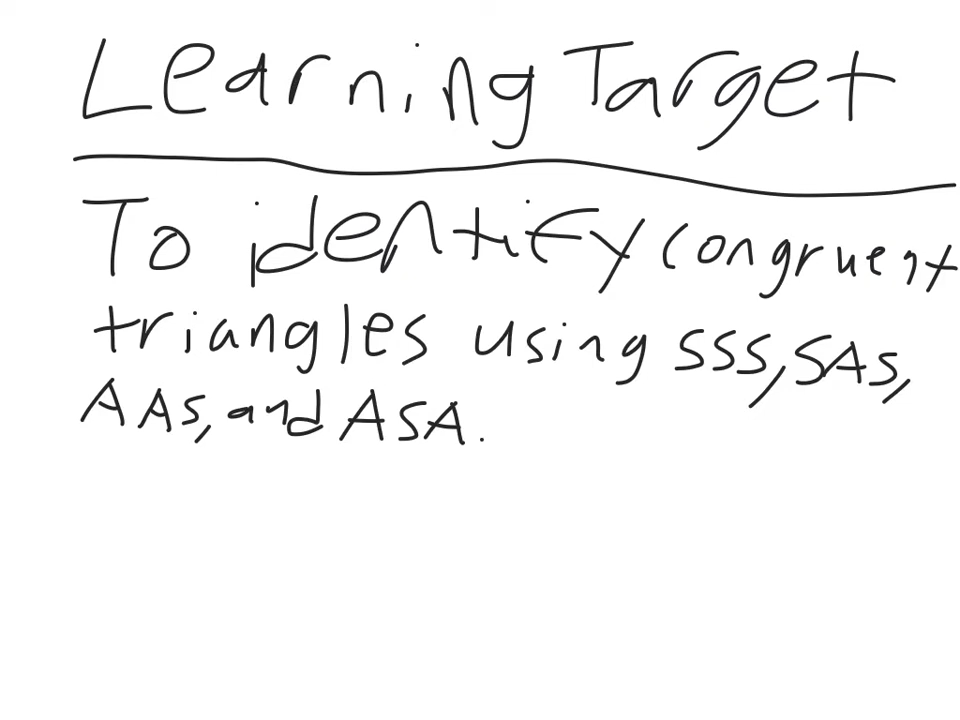 Learning Target
To identify congruent
triangles using SSS, SAS,
AAS, and ASA.